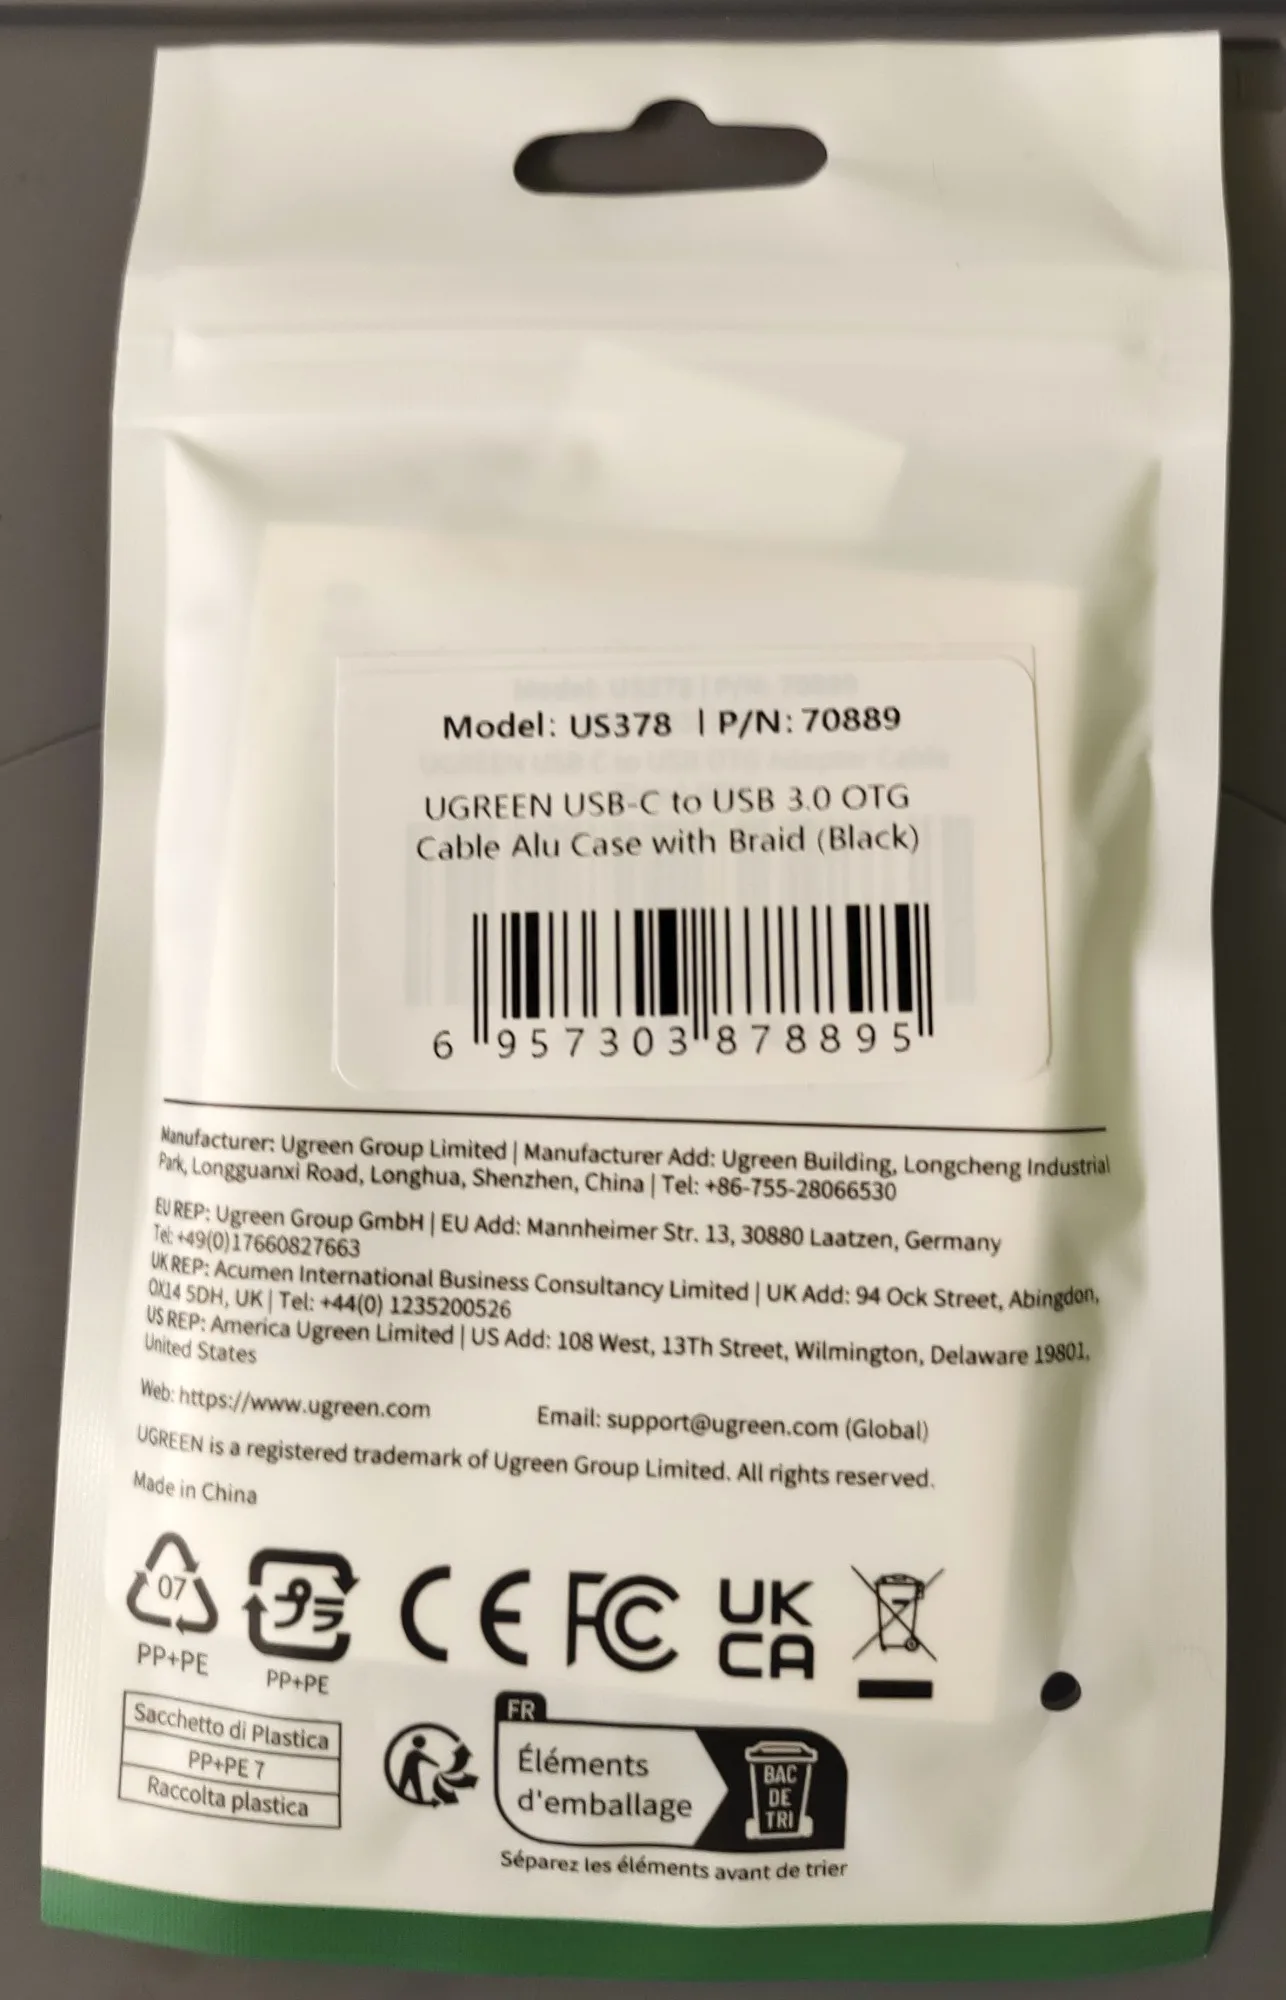 Model: US378 | P/N: 70889
UGREEN USB-C to USB 3.0 OTG
Cable Alu Case with Braid (Black)
6 957303 878895
Manufacturer: Ugreen Group Limited | Manufacturer Add: Ugreen Building, Longcheng Industrial
Park, Longguanxi Road, Longhua, Shenzhen, China | Tel: +86-755-28066530
EU REP: Ugreen Group GmbH | EU Add: Mannheimer Str. 13, 30880 Laatzen, Germany
Tel: +49(0)17660827663
UK REP: Acumen International Business Consultancy Limited | UK Add: 94 Ock Street, Abingdon,
OX14 5DH, UK | Tel: +44(0) 1235200526
US REP: America Ugreen Limited | US Add: 108 West, 13Th Street, Wilmington, Delaware 19801,
United States
Web: https://www.ugreen.com Email: support@ugreen.com (Global)
UGREEN is a registered trademark of Ugreen Group Limited. All rights reserved.
Made in China
07 プラ CE FC UK
CA
PP+PE PP+PE
Sacchetto di Plastica
PP+PE 7
Raccolta plastica
FR
Éléments
d'emballage
BAC
DE
TRI
Séparez les éléments avant de trier